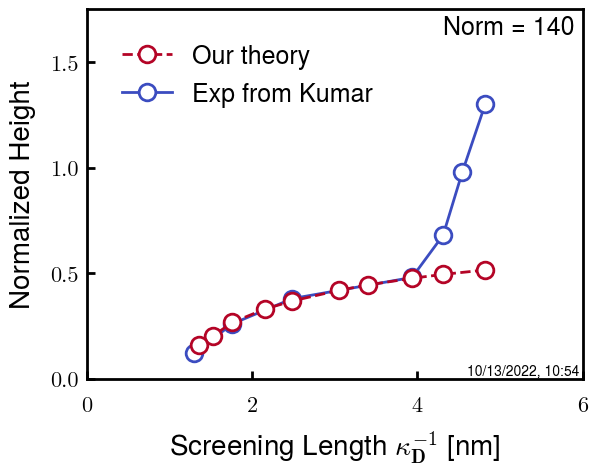 Norm = 140
Our theory
Exp from Kumar
Normalized Height
1.5
1.0
0.5
0.0
10/13/2022, 10:54
0 2 4 6
Screening Length κ_D^{-1} [nm]